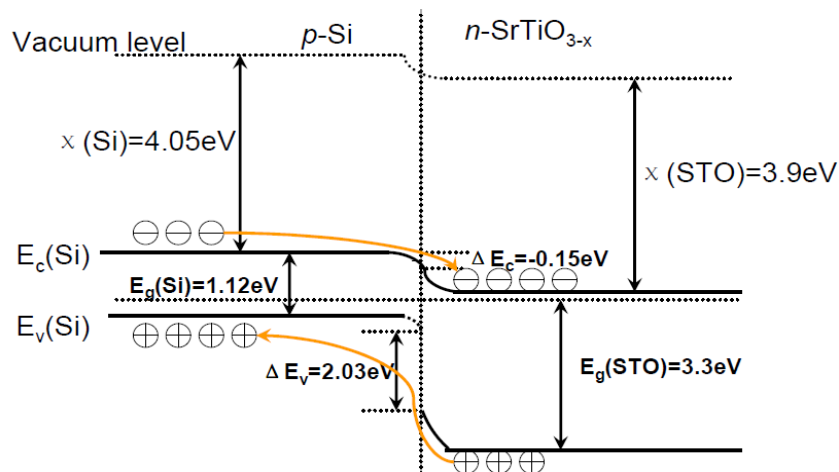 p-Si
n-SrTiO3-x
Vacuum level
χ(Si)=4.05eV
χ(STO)=3.9eV
Ec(Si)
ΔEc=-0.15eV
Eg(Si)=1.12eV
Ev(Si)
ΔEv=2.03eV
Eg(STO)=3.3eV